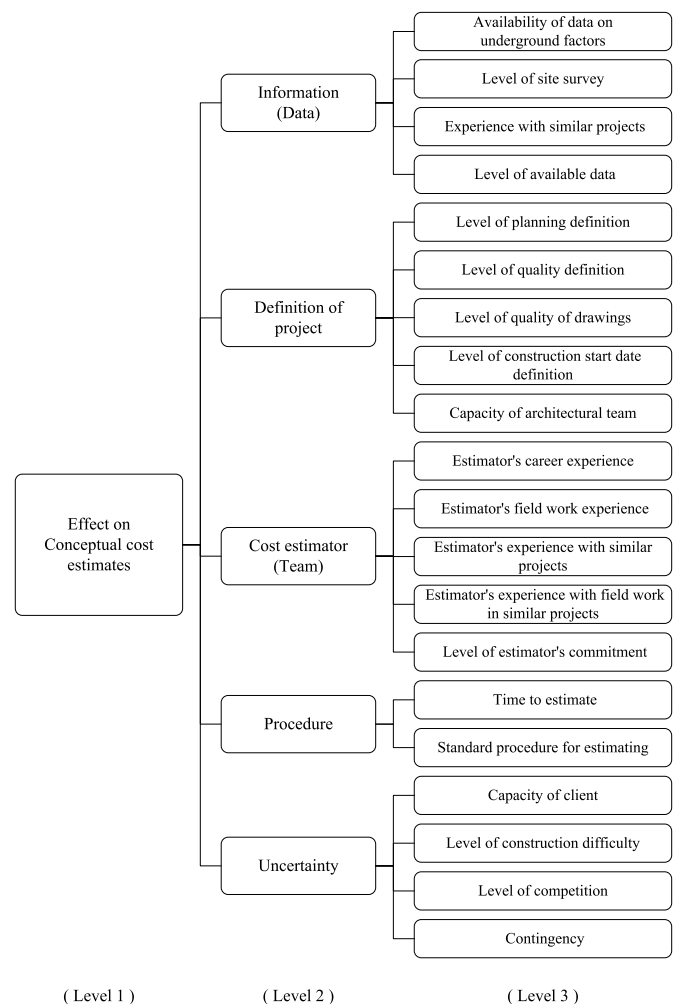 Effect on
Conceptual cost
estimates
Information
(Data)
Availability of data on
underground factors
Level of site survey
Experience with similar projects
Level of available data
Definition of
project
Level of planning definition
Level of quality definition
Level of quality of drawings
Level of construction start date
definition
Capacity of architectural team
Cost estimator
(Team)
Estimator's career experience
Estimator's field work experience
Estimator's experience with similar
projects
Estimator's experience with field work
in similar projects
Level of estimator's commitment
Procedure
Time to estimate
Standard procedure for estimating
Uncertainty
Capacity of client
Level of construction difficulty
Level of competition
Contingency
( Level 1 )
( Level 2 )
( Level 3 )